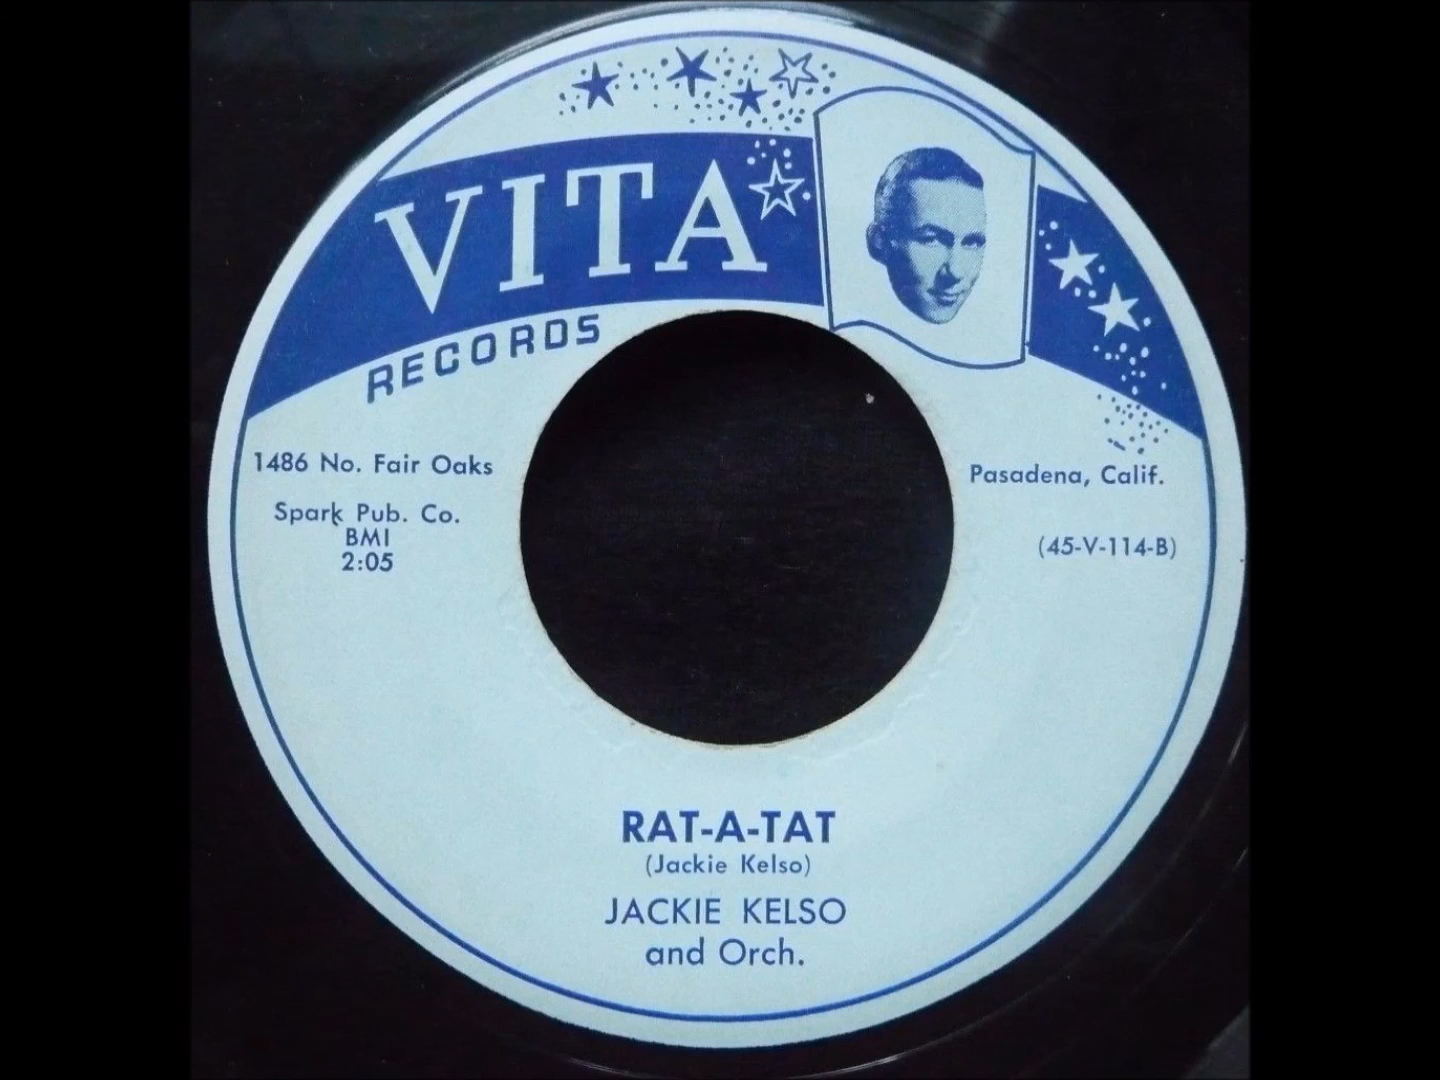 VITA
RECORDS
1486 No. Fair Oaks
Pasadena, Calif.
Spark Pub. Co.
BMI
2:05
(45-V-114-B)
RAT-A-TAT
(Jackie Kelso)
JACKIE KELSO
and Orch.